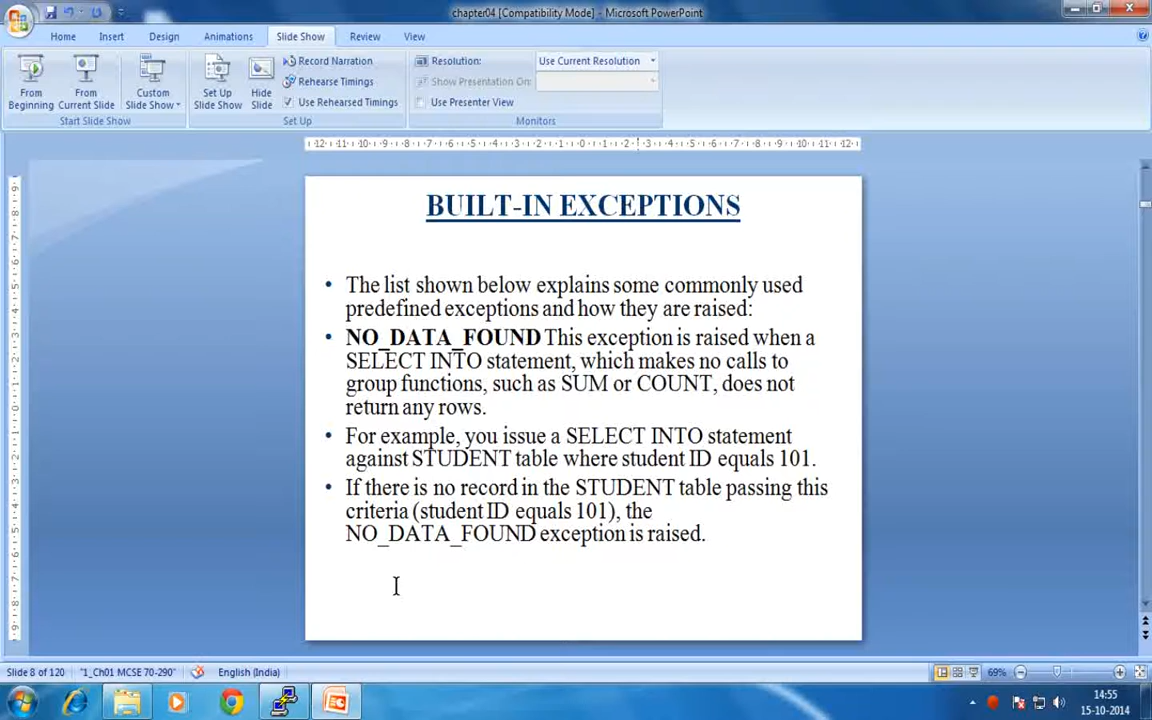 chapter04 [Compatibility Mode] - Microsoft PowerPoint
Home Insert Design Animations Slide Show Review View
From Beginning
From Current Slide
Custom Slide Show
Start Slide Show
Set Up Slide Show
Hide Slide
Record Narration
Rehearse Timings
Use Rehearsed Timings
Set Up
Resolution: Use Current Resolution
Show Presentation On:
Use Presenter View
Monitors
BUILT-IN EXCEPTIONS
• The list shown below explains some commonly used
predefined exceptions and how they are raised:
• NO_DATA_FOUND This exception is raised when a
SELECT INTO statement, which makes no calls to
group functions, such as SUM or COUNT, does not
return any rows.
• For example, you issue a SELECT INTO statement
against STUDENT table where student ID equals 101.
• If there is no record in the STUDENT table passing this
criteria (student ID equals 101), the
NO_DATA_FOUND exception is raised.
Slide 8 of 120 "1_Ch01 MCSE 70-290" English (India) 69%
14:55
15-10-2014